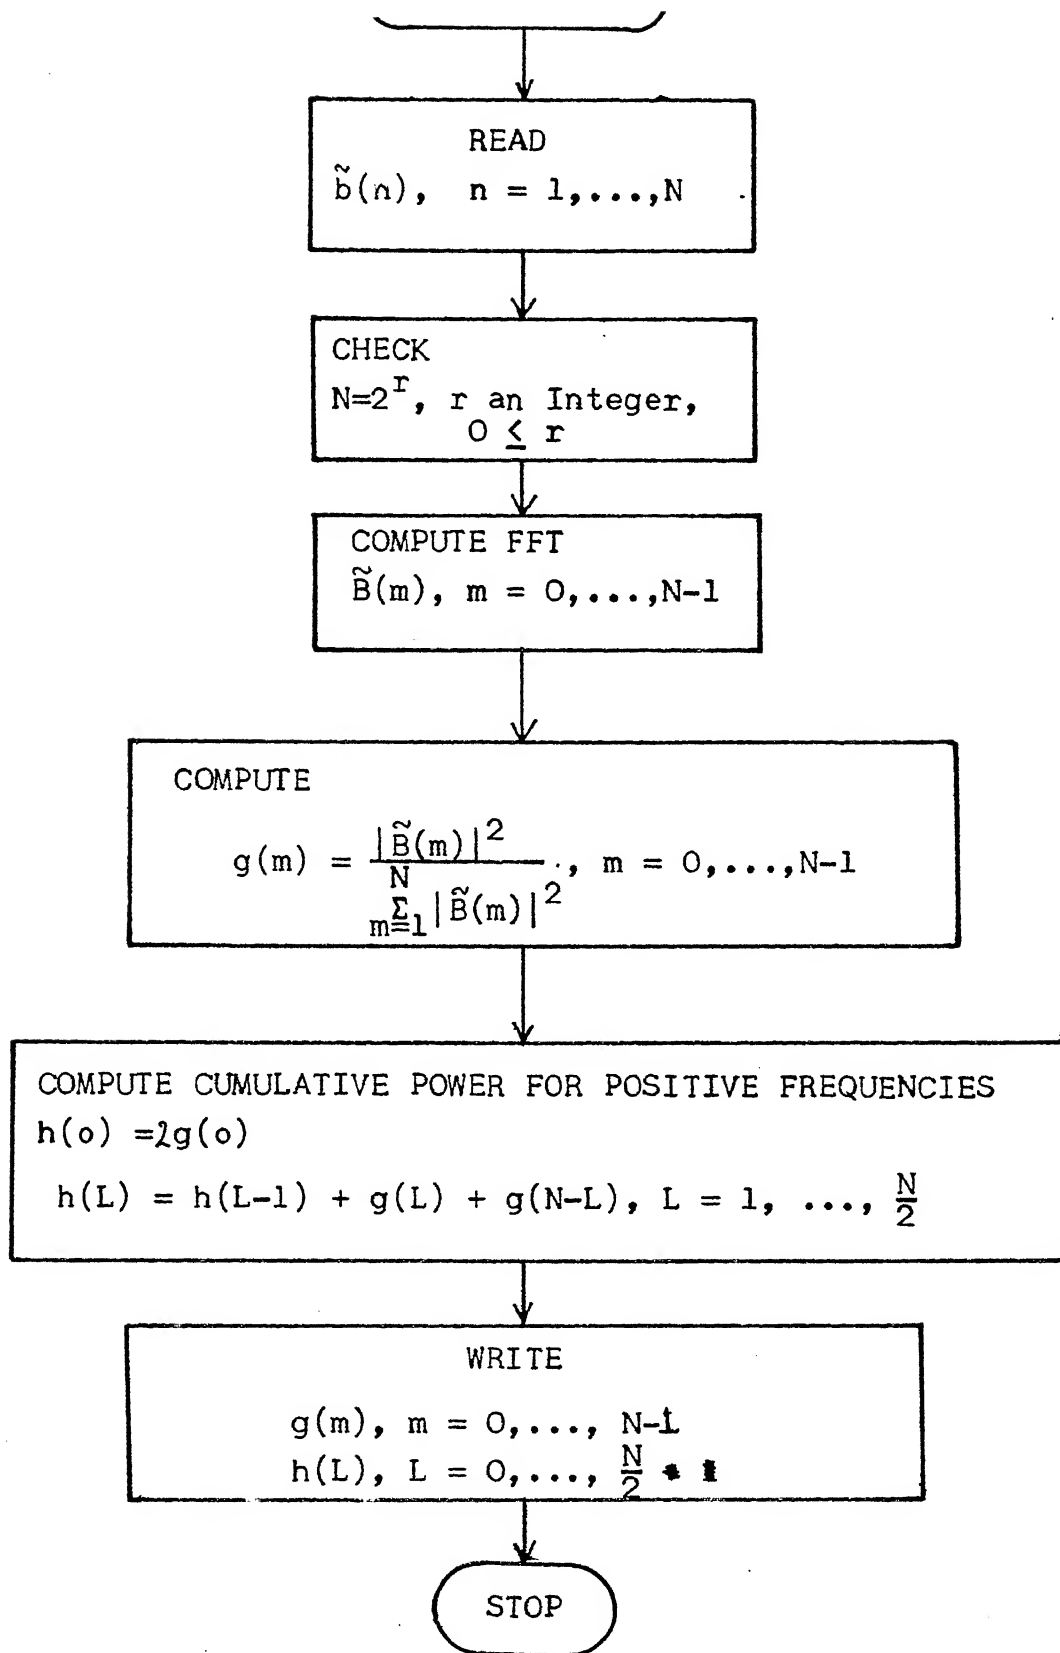 READ
b̃(n), n = 1,...,N
CHECK
N=2^r, r an Integer,
0 ≤ r
COMPUTE FFT
B̃(m), m = 0,...,N-1
COMPUTE
g(m) = |B̃(m)|^2 / N Σ m=1 |B̃(m)|^2, m = 0,...,N-1
COMPUTE CUMULATIVE POWER FOR POSITIVE FREQUENCIES
h(o) =2g(o)
h(L) = h(L-1) + g(L) + g(N-L), L = 1, ..., N/2
WRITE
g(m), m = 0,..., N-1
h(L), L = 0,..., N/2
STOP